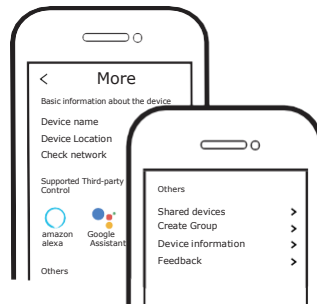 More
Basic information about the device
Device name
Device Location
Check network
Supported Third-party
Control
amazon
alexa
Google
Assistant
Others
Others
Shared devices
Create Group
Device information
Feedback